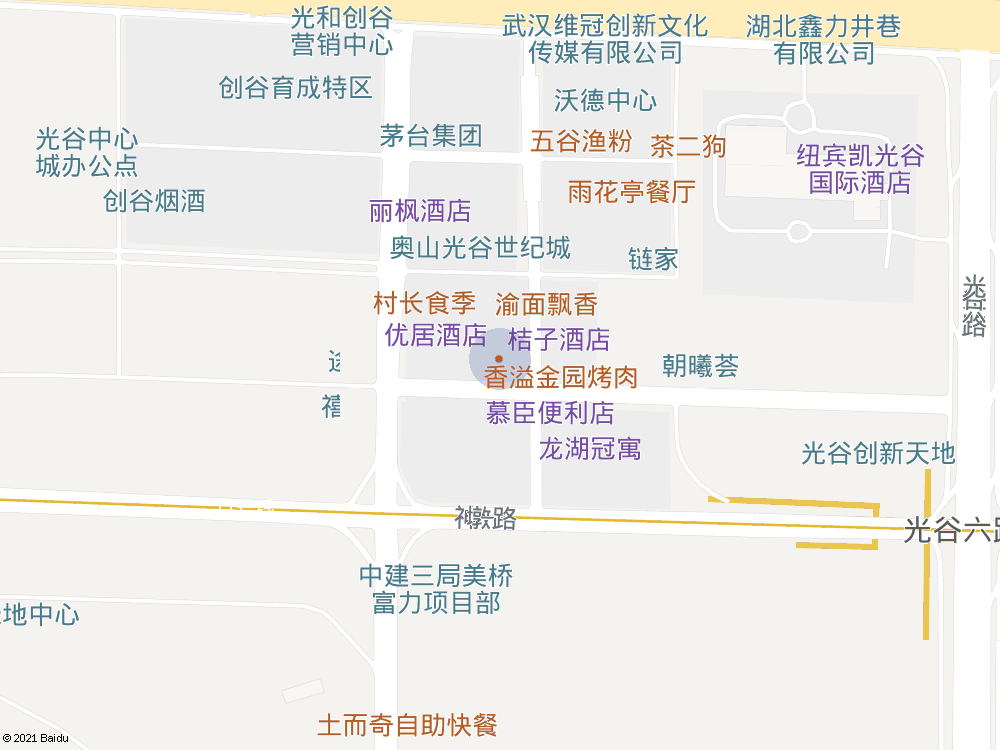 光和创谷
营销中心
武汉维冠创新文化
传媒有限公司
湖北鑫力井巷
有限公司
创谷育成特区
沃德中心
光谷中心
城办公点
茅台集团
五谷渔粉
茶二狗
纽宾凯光谷
国际酒店
创谷烟酒
雨花亭餐厅
丽枫酒店
奥山光谷世纪城
链家
村长食季
渝面飘香
优居酒店
桔子酒店
朝曦荟
香溢金园烤肉
慕臣便利店
龙湖冠寓
光谷创新天地
神墩
路
光谷六路
中建三局美桥
富力项目部
地中心
土而奇自助快餐
© 2021 Baidu